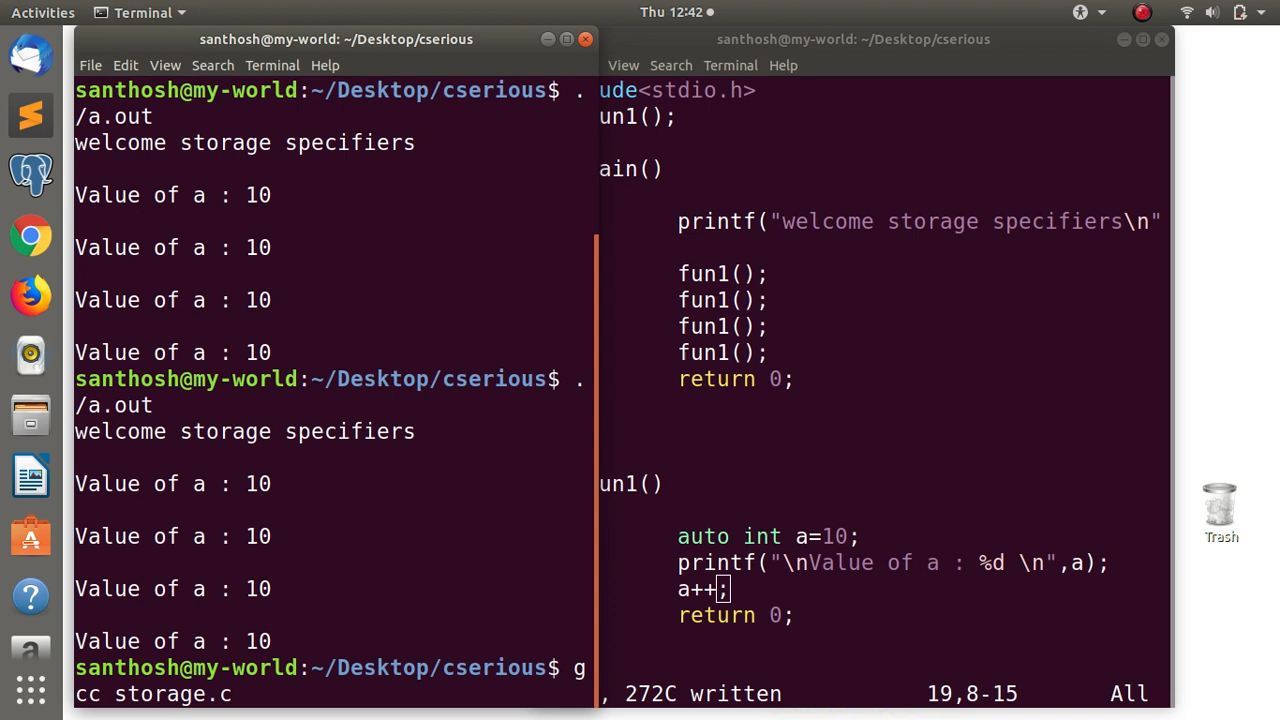 Activities
Terminal
Thu 12:42
santhosh@my-world: ~/Desktop/cserious
File Edit View Search Terminal Help
santhosh@my-world:~/Desktop/cserious$ .
/a.out
welcome storage specifiers
Value of a : 10
Value of a : 10
Value of a : 10
Value of a : 10
santhosh@my-world:~/Desktop/cserious$ .
/a.out
welcome storage specifiers
Value of a : 10
Value of a : 10
Value of a : 10
Value of a : 10
santhosh@my-world:~/Desktop/cserious$ g
cc storage.c
santhosh@my-world: ~/Desktop/cserious
View Search Terminal Help
ude<stdio.h>
un1();
ain()
printf("welcome storage specifiers\n"
fun1();
fun1();
fun1();
fun1();
return 0;
un1()
auto int a=10;
printf("\nValue of a : %d \n",a);
a++;
return 0;
, 272C written 19,8-15 All
Trash